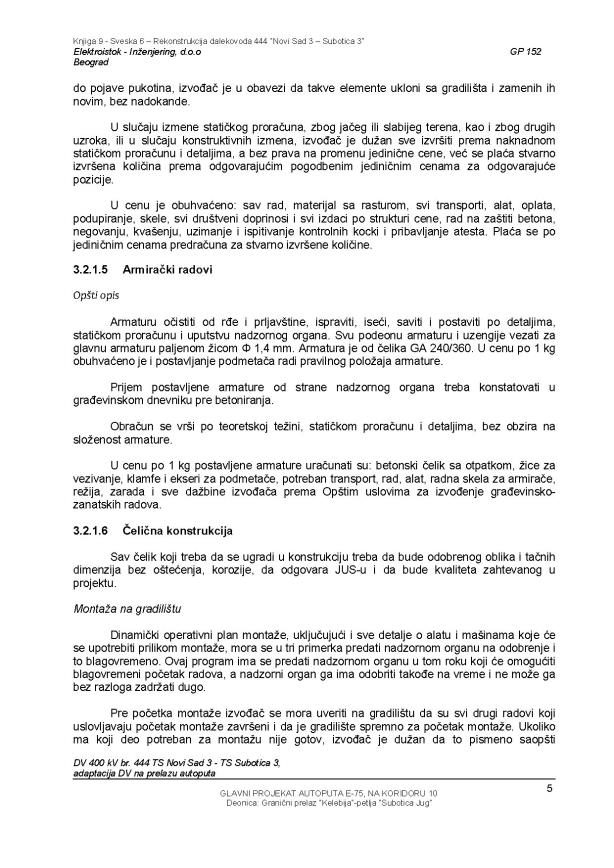 Knjiga 9 - Sveska 6 – Rekonstrukcija dalekovoda 444 "Novi Sad 3 – Subotica 3"
Elektroistok - Inženjering, d.o.o GP 152
Beograd
do pojave pukotina, izvođač je u obavezi da takve elemente ukloni sa gradilišta i zamenih ih
novim, bez nadokande.
U slučaju izmene statičkog proračuna, zbog jačeg ili slabijeg terena, kao i zbog drugih
uzroka, ili u slučaju konstruktivnih izmena, izvođač je dužan sve izvršiti prema naknadnom
statičkom proračunu i detaljima, a bez prava na promenu jedinične cene, već se plaća stvarno
izvršena količina prema odgovarajućim pogodbenim jediničnim cenama za odgovarajuće
pozicije.
U cenu je obuhvaćeno: sav rad, materijal sa rasturom, svi transporti, alat, oplata,
podupiranje, skele, svi društveni doprinosi i svi izdaci po strukturi cene, rad na zaštiti betona,
negovanju, kvašenju, uzimanje i ispitivanje kontrolnih kocki i pribavljanje atesta. Plaća se po
jediničnim cenama predračuna za stvarno izvršene količine.
3.2.1.5 Armirački radovi
Opšti opis
Armaturu očistiti od rđe i prljavštine, ispraviti, iseći, saviti i postaviti po detaljima,
statičkom proračunu i uputstvu nadzornog organa. Svu podeonu armaturu i uzengije vezati za
glavnu armaturu paljenom žicom Φ 1,4 mm. Armatura je od čelika GA 240/360. U cenu po 1 kg
obuhvaćeno je i postavljanje podmetača radi pravilnog položaja armature.
Prijem postavljene armature od strane nadzornog organa treba konstatovati u
građevinskom dnevniku pre betoniranja.
Obračun se vrši po teoretskoj težini, statičkom proračunu i detaljima, bez obzira na
složenost armature.
U cenu po 1 kg postavljene armature uračunati su: betonski čelik sa otpatkom, žice za
vezivanje, klamfe i ekseri za podmetače, potreban transport, rad, alat, radna skela za armirače,
režija, zarada i sve dažbine izvođača prema Opštim uslovima za izvođenje građevinsko-
zanatskih radova.
3.2.1.6 Čelična konstrukcija
Sav čelik koji treba da se ugradi u konstrukciju treba da bude odobrenog oblika i tačnih
dimenzija bez oštećenja, korozije, da odgovara JUS-u i da bude kvaliteta zahtevanog u
projektu.
Montaža na gradilištu
Dinamički operativni plan montaže, uključujući i sve detalje o alatu i mašinama koje će
se upotrebiti prilikom montaže, mora se u tri primerka predati nadzornom organu na odobrenje i
to blagovremeno. Ovaj program ima se predati nadzornom organu u tom roku koji će omogućiti
blagovremeni početak radova, a nadzorni organ ga ima odobriti takođe na vreme i ne može ga
bez razloga zadržati dugo.
Pre početka montaže izvođač se mora uveriti na gradilištu da su svi drugi radovi koji
uslovljavaju početak montaže završeni i da je gradilište spremno za početak montaže. Ukoliko
ma koji deo potreban za montažu nije gotov, izvođač je dužan da to pismeno saopšti
DV 400 kV br. 444 TS Novi Sad 3 - TS Subotica 3,
adaptacija DV na prelazu autoputa
5
GLAVNI PROJEKAT AUTOPUTA E-75, NA KORIDORU 10
Deonica: Granični prelaz "Kelebija"-petlja "Subotica Jug"